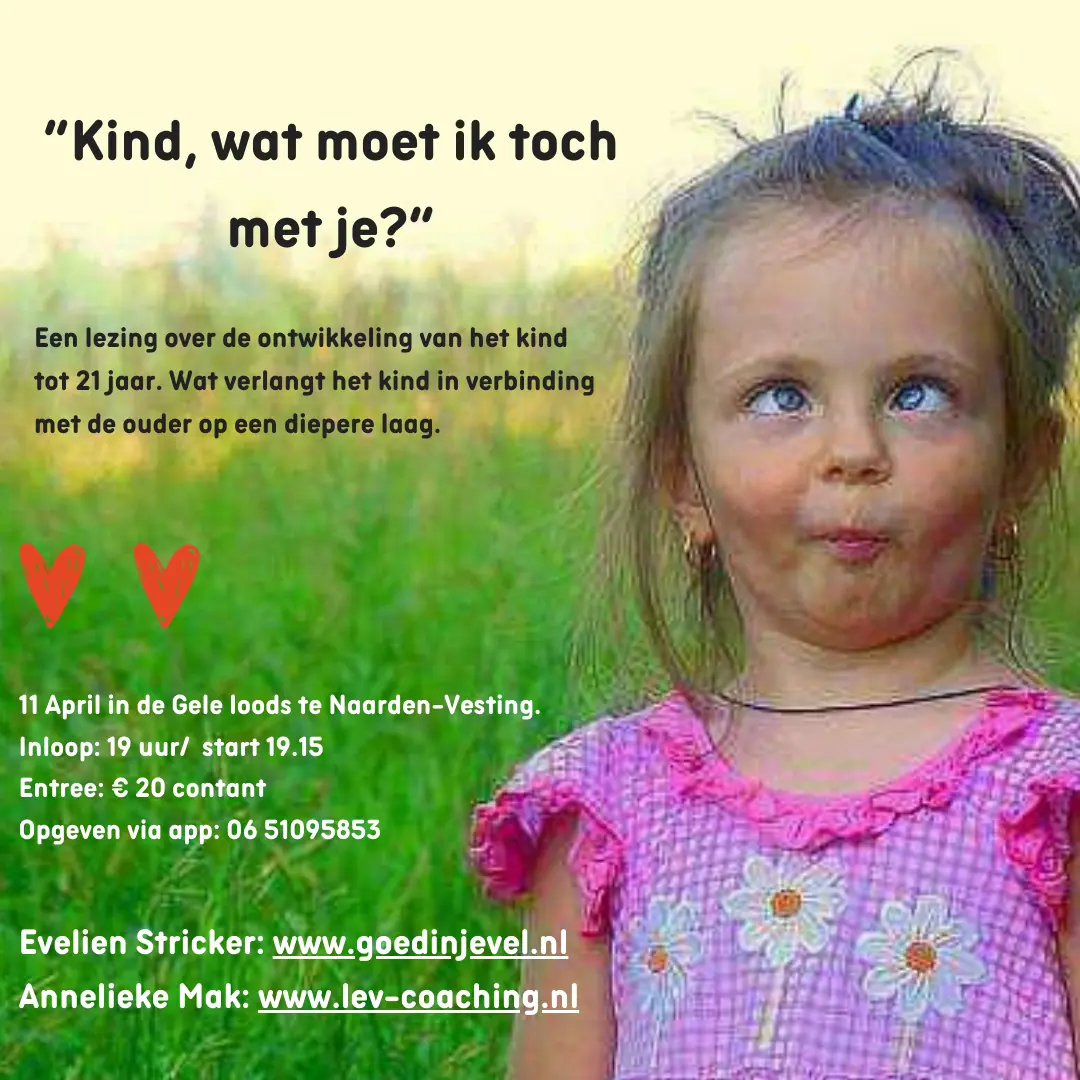 “Kind, wat moet ik toch
met je?”
Een lezing over de ontwikkeling van het kind
tot 21 jaar. Wat verlangt het kind in verbinding
met de ouder op een diepere laag.
11 April in de Gele loods te Naarden-Vesting.
Inloop: 19 uur/ start 19.15
Entree: € 20 contant
Opgeven via app: 06 51095853
Evelien Stricker: www.goedinjevel.nl
Annelieke Mak: www.lev-coaching.nl